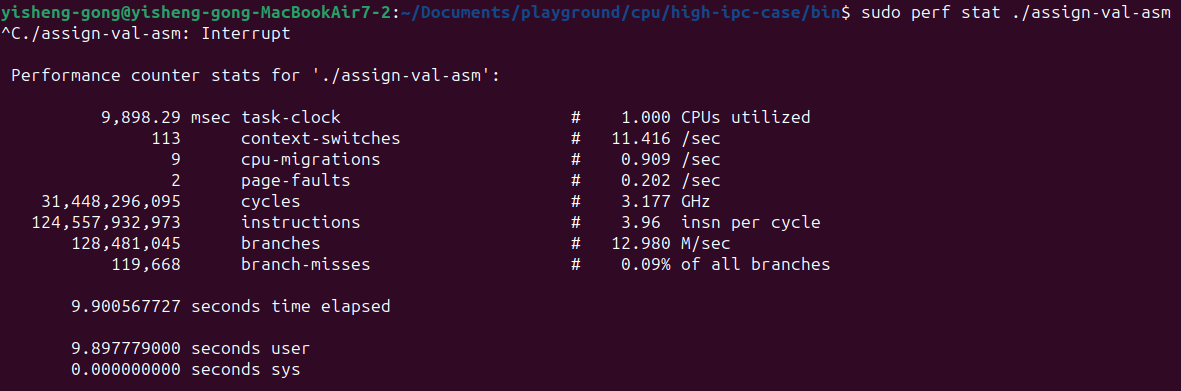 yisheng-gong@yisheng-gong-MacBookAir7-2:~/Documents/playground/cpu/high-ipc-case/bin$ sudo perf stat ./assign-val-asm
^C./assign-val-asm: Interrupt
Performance counter stats for './assign-val-asm':
9,898.29 msec task-clock # 1.000 CPUs utilized
113 context-switches # 11.416 /sec
9 cpu-migrations # 0.909 /sec
2 page-faults # 0.202 /sec
31,448,296,095 cycles # 3.177 GHz
124,557,932,973 instructions # 3.96 insn per cycle
128,481,045 branches # 12.980 M/sec
119,668 branch-misses # 0.09% of all branches
9.900567727 seconds time elapsed
9.897779000 seconds user
0.000000000 seconds sys